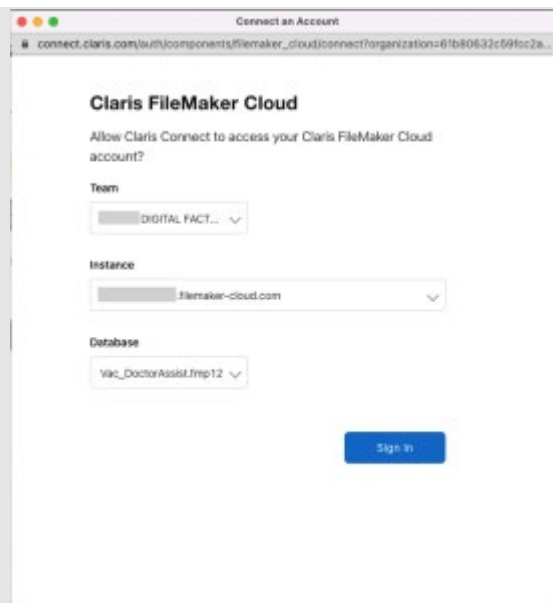 Connect an Account
connect.claris.com/auth/components/filemaker_cloud/connect?organization=61b80632c69fcc2a...
Claris FileMaker Cloud
Allow Claris Connect to access your Claris FileMaker Cloud
account?
Team
DIGITAL FACT...
Instance
.filemaker-cloud.com
Database
Vac_DoctorAssist.fmp12
Sign In